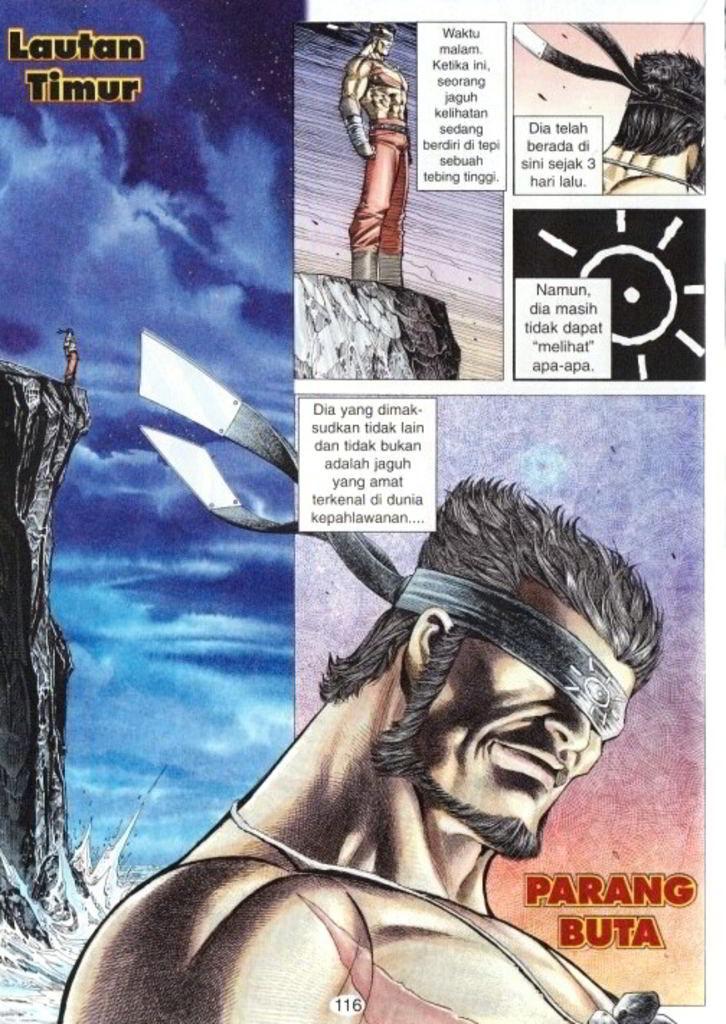 Lautan
Timur
Waktu
malam.
Ketika ini,
seorang
jaguh
kelihatan
sedang
berdiri di tepi
sebuah
tebing tinggi.
Dia telah
berada di
sini sejak 3
hari lalu.
Namun,
dia masih
tidak dapat
“melihat”
apa-apa.
Dia yang dimak-
sudkan tidak lain
dan tidak bukan
adalah jaguh
yang amat
terkenal di dunia
kepahlawanan....
PARANG
BUTA
116